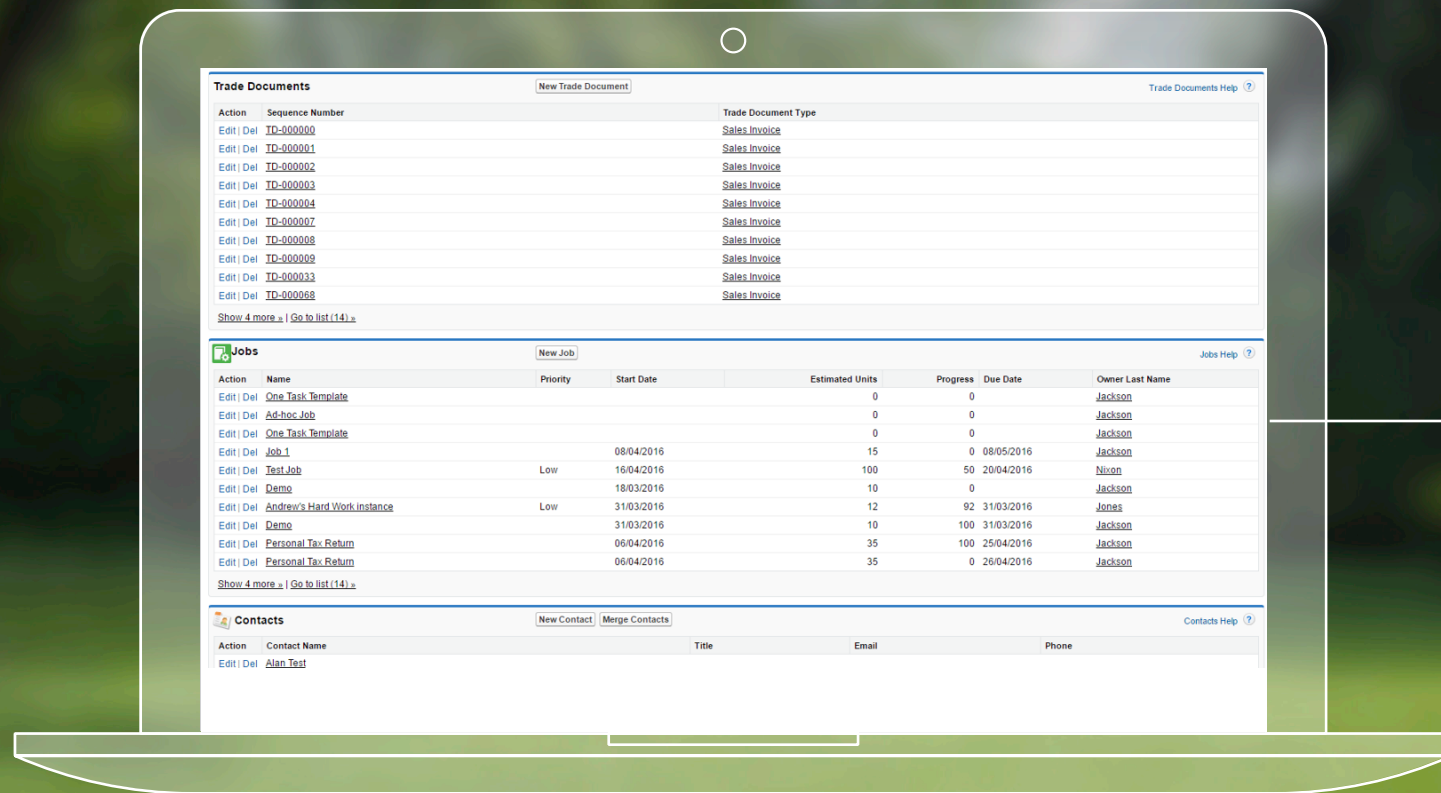 Trade Documents New Trade Document Trade Documents Help ?
Action Sequence Number Trade Document Type
Edit | Del TD-000000 Sales Invoice
Edit | Del TD-000001 Sales Invoice
Edit | Del TD-000002 Sales Invoice
Edit | Del TD-000003 Sales Invoice
Edit | Del TD-000004 Sales Invoice
Edit | Del TD-000007 Sales Invoice
Edit | Del TD-000008 Sales Invoice
Edit | Del TD-000009 Sales Invoice
Edit | Del TD-000033 Sales Invoice
Edit | Del TD-000068 Sales Invoice
Show 4 more » | Go to list (14) »
Jobs New Job Jobs Help ?
Action Name Priority Start Date Estimated Units Progress Due Date Owner Last Name
Edit | Del One Task Template 0 0 Jackson
Edit | Del Ad-hoc Job 0 0 Jackson
Edit | Del One Task Template 0 0 Jackson
Edit | Del Job 1 08/04/2016 15 0 08/05/2016 Jackson
Edit | Del Test Job Low 16/04/2016 100 50 20/04/2016 Nixon
Edit | Del Demo 18/03/2016 10 0 Jackson
Edit | Del Andrew's Hard Work instance Low 31/03/2016 12 92 31/03/2016 Jones
Edit | Del Demo 31/03/2016 10 100 31/03/2016 Jackson
Edit | Del Personal Tax Return 06/04/2016 35 100 25/04/2016 Jackson
Edit | Del Personal Tax Return 06/04/2016 35 0 26/04/2016 Jackson
Show 4 more » | Go to list (14) »
Contacts New Contact Merge Contacts Contacts Help ?
Action Contact Name Title Email Phone
Edit | Del Alan Test